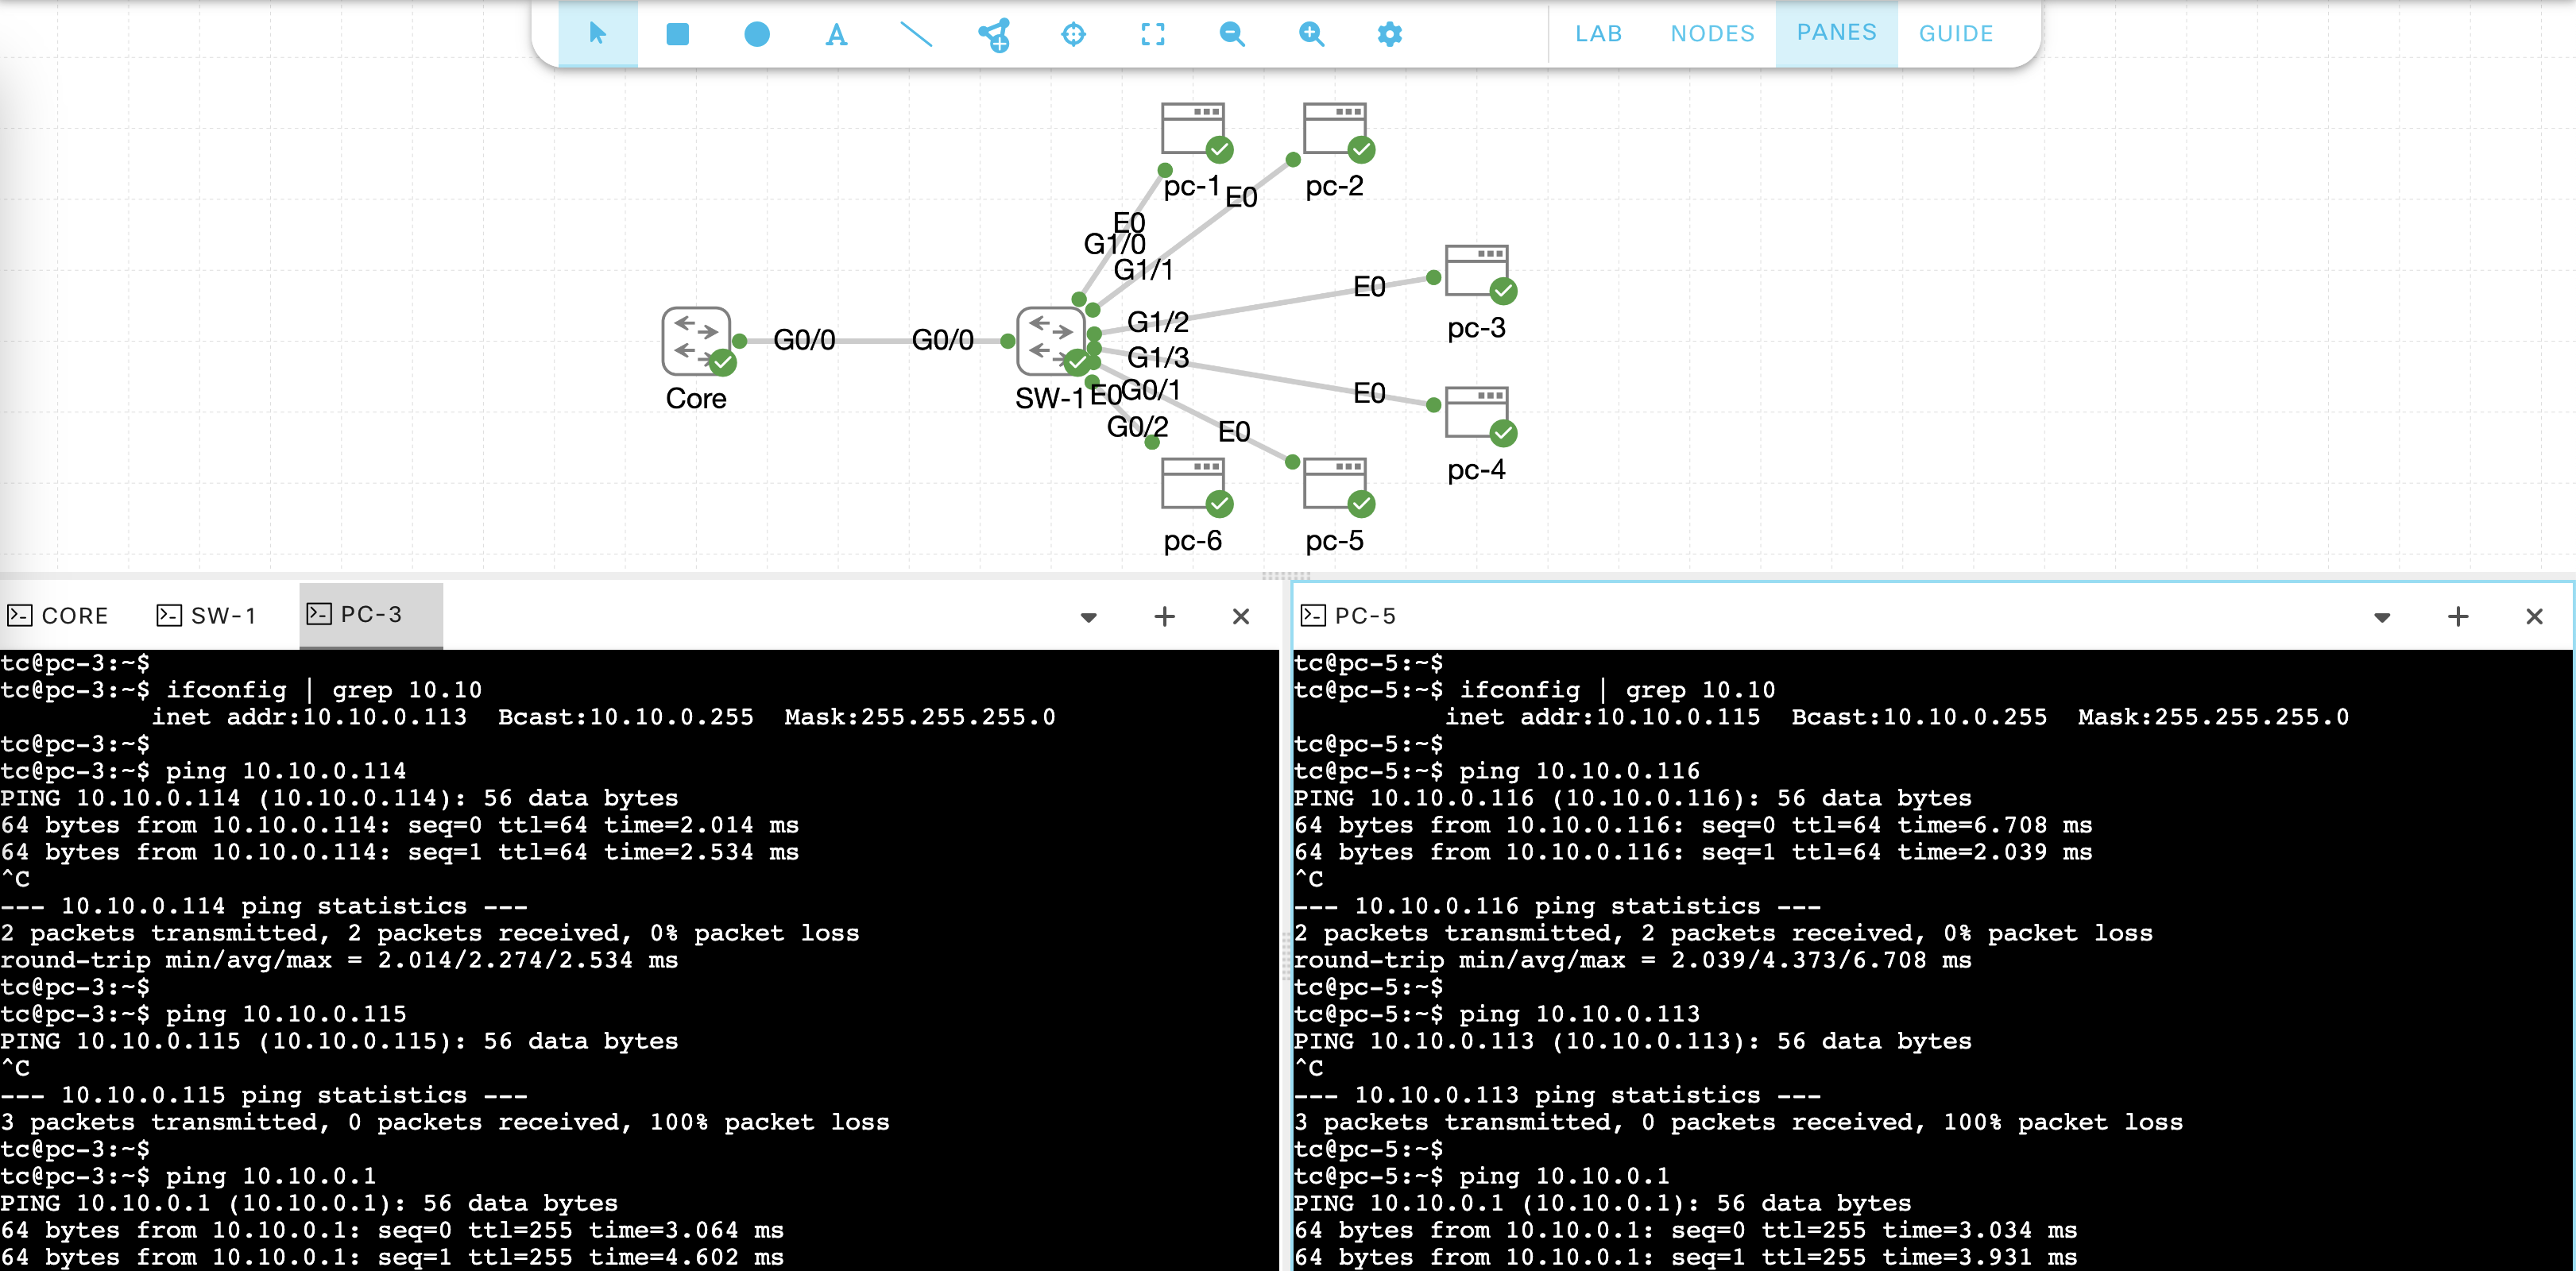 A
LAB NODES PANES GUIDE
pc-1
pc-2
E0
E0
G1/0
G1/1
E0
pc-3
G1/2
G0/0 G0/0
G1/3
E0
Core
SW-1
E0
G0/1
G0/2
E0
pc-4
pc-6
pc-5
CORE SW-1 PC-3
tc@pc-3:~$
tc@pc-3:~$ ifconfig | grep 10.10
inet addr:10.10.0.113 Bcast:10.10.0.255 Mask:255.255.255.0
tc@pc-3:~$
tc@pc-3:~$ ping 10.10.0.114
PING 10.10.0.114 (10.10.0.114): 56 data bytes
64 bytes from 10.10.0.114: seq=0 ttl=64 time=2.014 ms
64 bytes from 10.10.0.114: seq=1 ttl=64 time=2.534 ms
^C
--- 10.10.0.114 ping statistics ---
2 packets transmitted, 2 packets received, 0% packet loss
round-trip min/avg/max = 2.014/2.274/2.534 ms
tc@pc-3:~$
tc@pc-3:~$ ping 10.10.0.115
PING 10.10.0.115 (10.10.0.115): 56 data bytes
^C
--- 10.10.0.115 ping statistics ---
3 packets transmitted, 0 packets received, 100% packet loss
tc@pc-3:~$
tc@pc-3:~$ ping 10.10.0.1
PING 10.10.0.1 (10.10.0.1): 56 data bytes
64 bytes from 10.10.0.1: seq=0 ttl=255 time=3.064 ms
64 bytes from 10.10.0.1: seq=1 ttl=255 time=4.602 ms
PC-5
tc@pc-5:~$
tc@pc-5:~$ ifconfig | grep 10.10
inet addr:10.10.0.115 Bcast:10.10.0.255 Mask:255.255.255.0
tc@pc-5:~$
tc@pc-5:~$ ping 10.10.0.116
PING 10.10.0.116 (10.10.0.116): 56 data bytes
64 bytes from 10.10.0.116: seq=0 ttl=64 time=6.708 ms
64 bytes from 10.10.0.116: seq=1 ttl=64 time=2.039 ms
^C
--- 10.10.0.116 ping statistics ---
2 packets transmitted, 2 packets received, 0% packet loss
round-trip min/avg/max = 2.039/4.373/6.708 ms
tc@pc-5:~$
tc@pc-5:~$ ping 10.10.0.113
PING 10.10.0.113 (10.10.0.113): 56 data bytes
^C
--- 10.10.0.113 ping statistics ---
3 packets transmitted, 0 packets received, 100% packet loss
tc@pc-5:~$
tc@pc-5:~$ ping 10.10.0.1
PING 10.10.0.1 (10.10.0.1): 56 data bytes
64 bytes from 10.10.0.1: seq=0 ttl=255 time=3.034 ms
64 bytes from 10.10.0.1: seq=1 ttl=255 time=3.931 ms